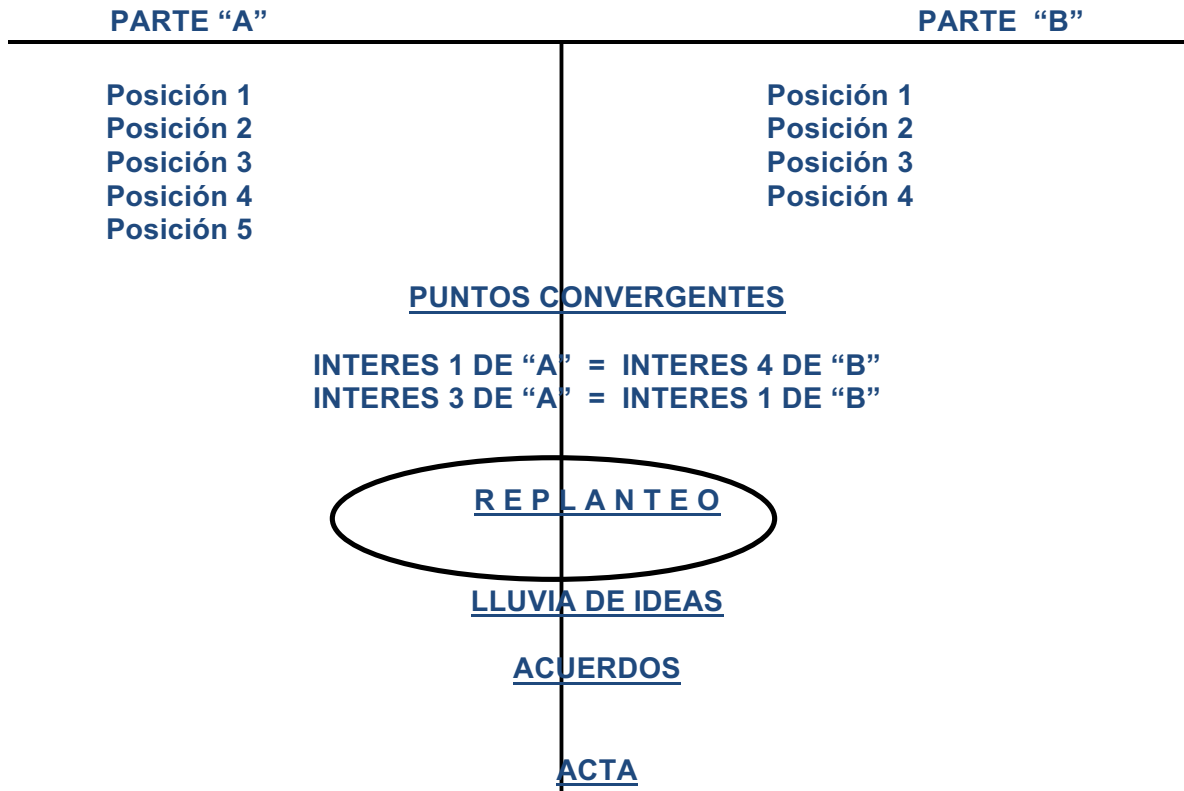 PARTE “A” PARTE “B”
Posición 1 Posición 1
Posición 2 Posición 2
Posición 3 Posición 3
Posición 4 Posición 4
Posición 5
PUNTOS CONVERGENTES
INTERES 1 DE “A” = INTERES 4 DE “B”
INTERES 3 DE “A” = INTERES 1 DE “B”
R E P L A N T E O
LLUVIA DE IDEAS
ACUERDOS
ACTA